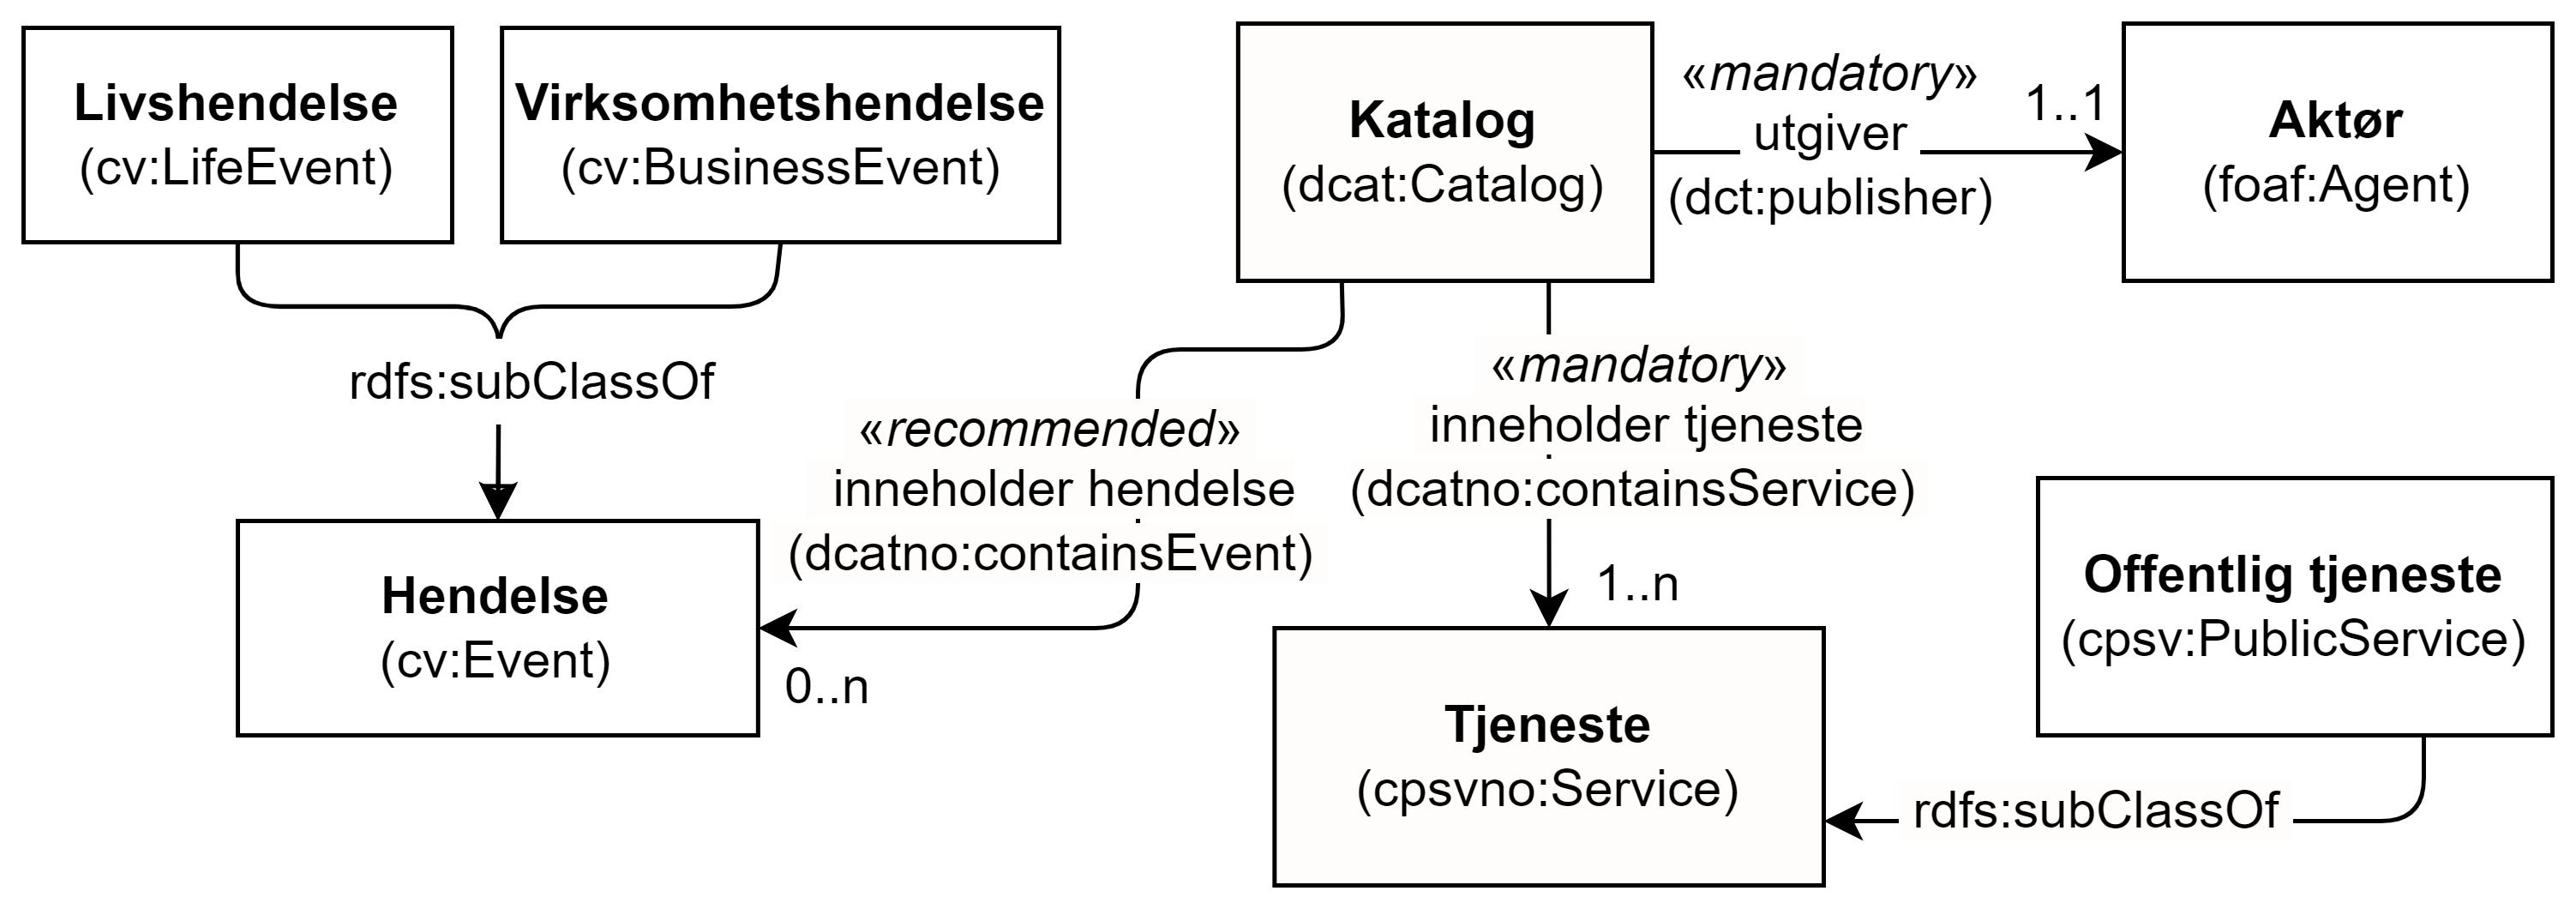 Livshendelse
(cv:LifeEvent)
Virksomhetshendelse
(cv:BusinessEvent)
Katalog
(dcat:Catalog)
«mandatory»
utgiver
(dct:publisher)
1..1
Aktør
(foaf:Agent)
rdfs:subClassOf
«recommended»
inneholder hendelse
(dcatno:containsEvent)
0..n
«mandatory»
inneholder tjeneste
(dcatno:containsService)
1..n
Hendelse
(cv:Event)
Tjeneste
(cpsvno:Service)
Offentlig tjeneste
(cpsv:PublicService)
rdfs:subClassOf